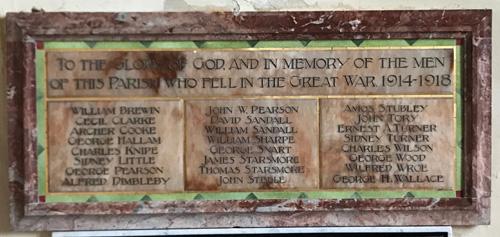 TO THE GLORY OF GOD, AND IN MEMORY OF THE MEN
OF THIS PARISH WHO FELL IN THE GREAT WAR, 1914-1918
WILLIAM BREWIN
CECIL CLARKE
ARCHER COOKE
GEORGE HALLAM
CHARLES KNIPE
SIDNEY LITTLE
GEORGE PEARSON
ALFRED DIMBLEBY
JOHN W. PEARSON
DAVID SANDALL
WILLIAM SANDALL
WILLIAM SHARPE
GEORGE SNART
JAMES STARSMORE
THOMAS STARSMORE
JOHN STEELE
AMOS STUBLEY
JOHN TORY
ERNEST A. TURNER
SIDNEY TURNER
CHARLES WILSON
GEORGE WOOD
WILFRED WROE
GEORGE H. WALLACE